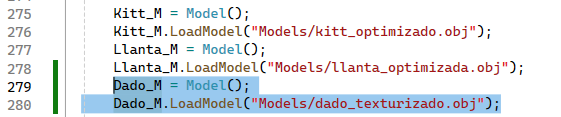 275 Kitt_M = Model();
276 Kitt_M.LoadModel("Models/kitt_optimizado.obj");
277 Llanta_M = Model();
278 Llanta_M.LoadModel("Models/llanta_optimizada.obj");
279 Dado_M = Model();
280 Dado_M.LoadModel("Models/dado_texturizado.obj");